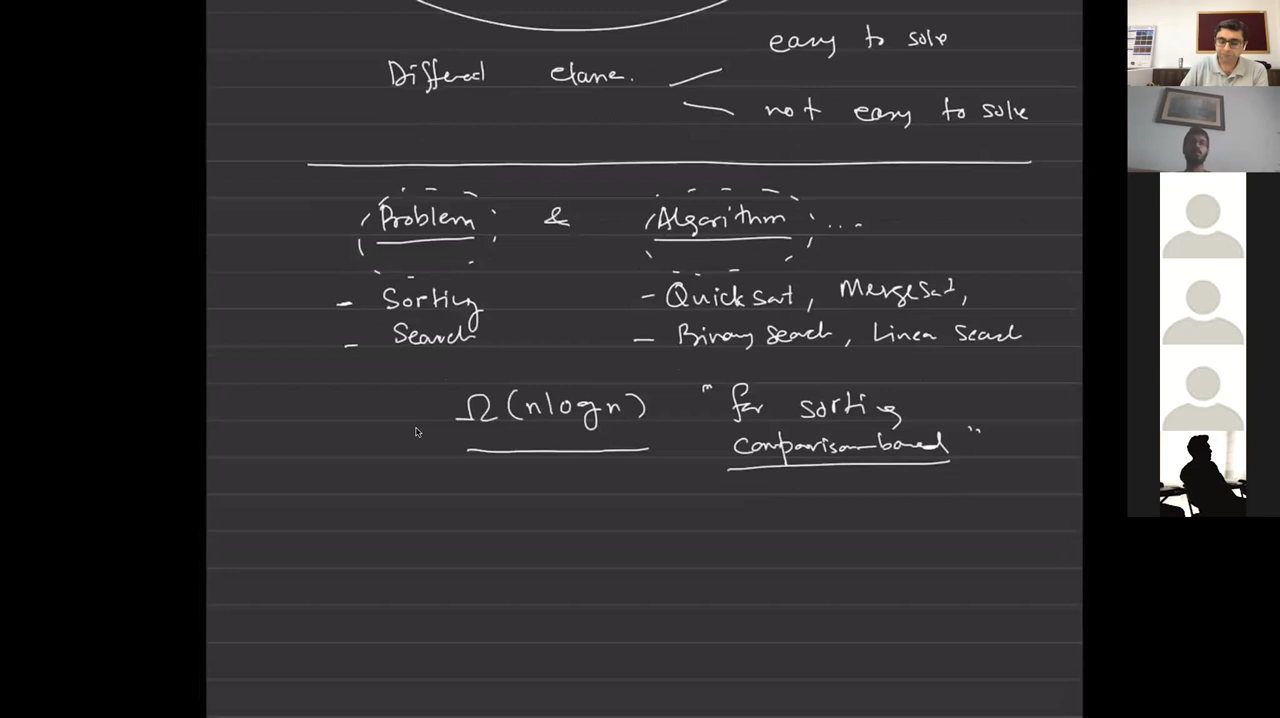 easy to solve
Different classes.
not easy to solve
Problem & Algorithm ...
- Sorting - Quicksort, MergeSort,
- Search - Binary Search, Linear Search
Ω(nlogn) "for sorting
comparison-based"